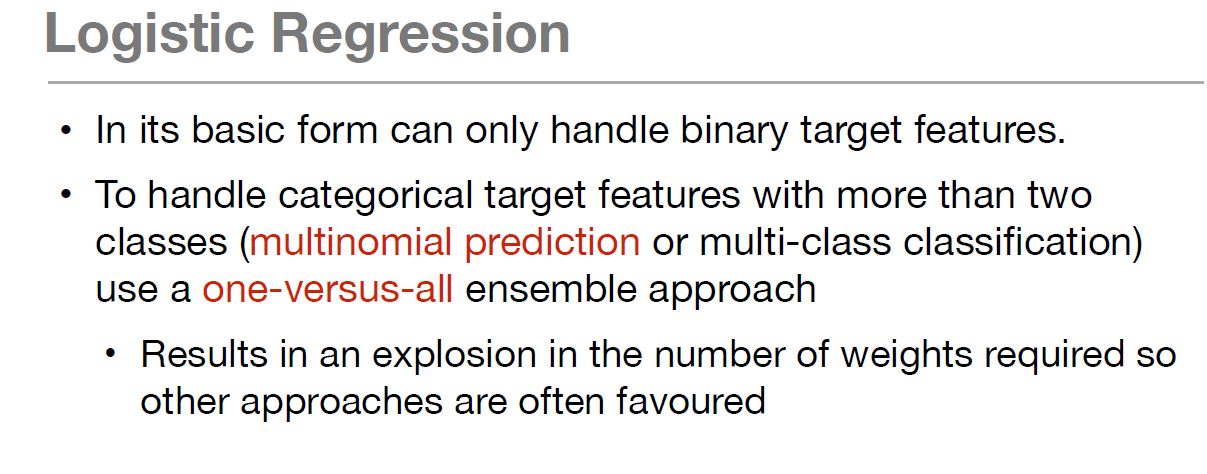 Logistic Regression
• In its basic form can only handle binary target features.
• To handle categorical target features with more than two
classes (multinomial prediction or multi-class classification)
use a one-versus-all ensemble approach
• Results in an explosion in the number of weights required so
other approaches are often favoured